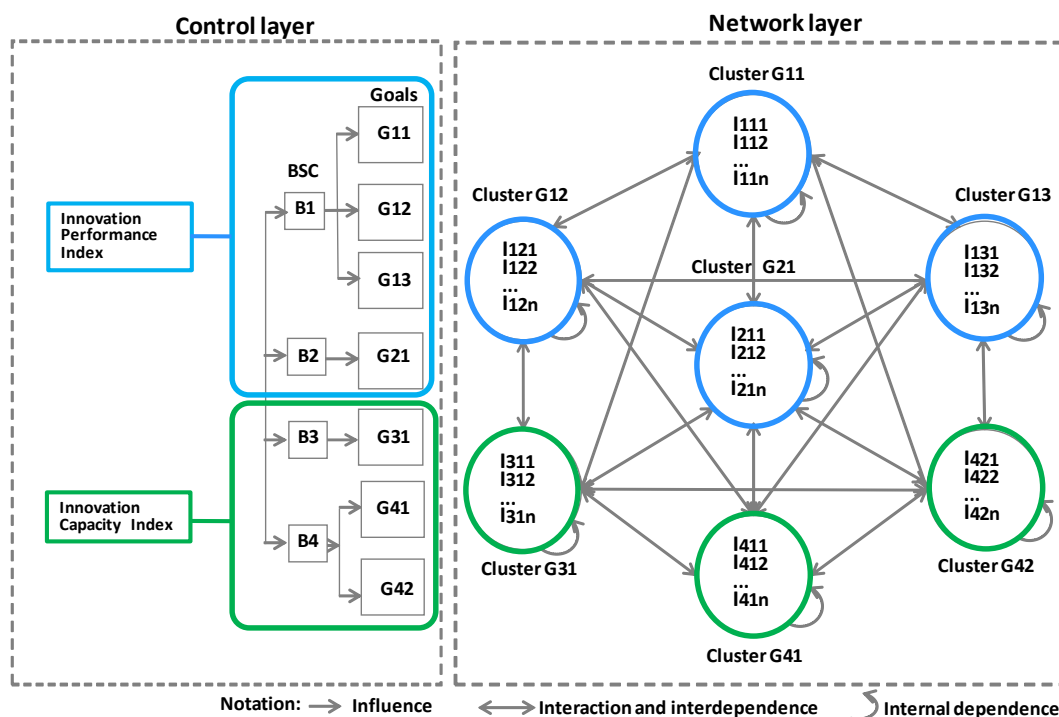 Control layer
Network layer
Goals
G11
BSC
B1
G12
G13
B2
G21
B3
G31
G41
B4
G42
Innovation
Performance
Index
Innovation
Capacity Index
Cluster G11
I111
I112
...
I11n
Cluster G12
I121
I122
...
I12n
Cluster G13
I131
I132
...
I13n
Cluster G21
I211
I212
...
I21n
I311
I312
...
I31n
Cluster G31
I411
I412
...
I41n
Cluster G41
I421
I422
...
I42n
Cluster G42
Notation: Influence Interaction and interdependence Internal dependence